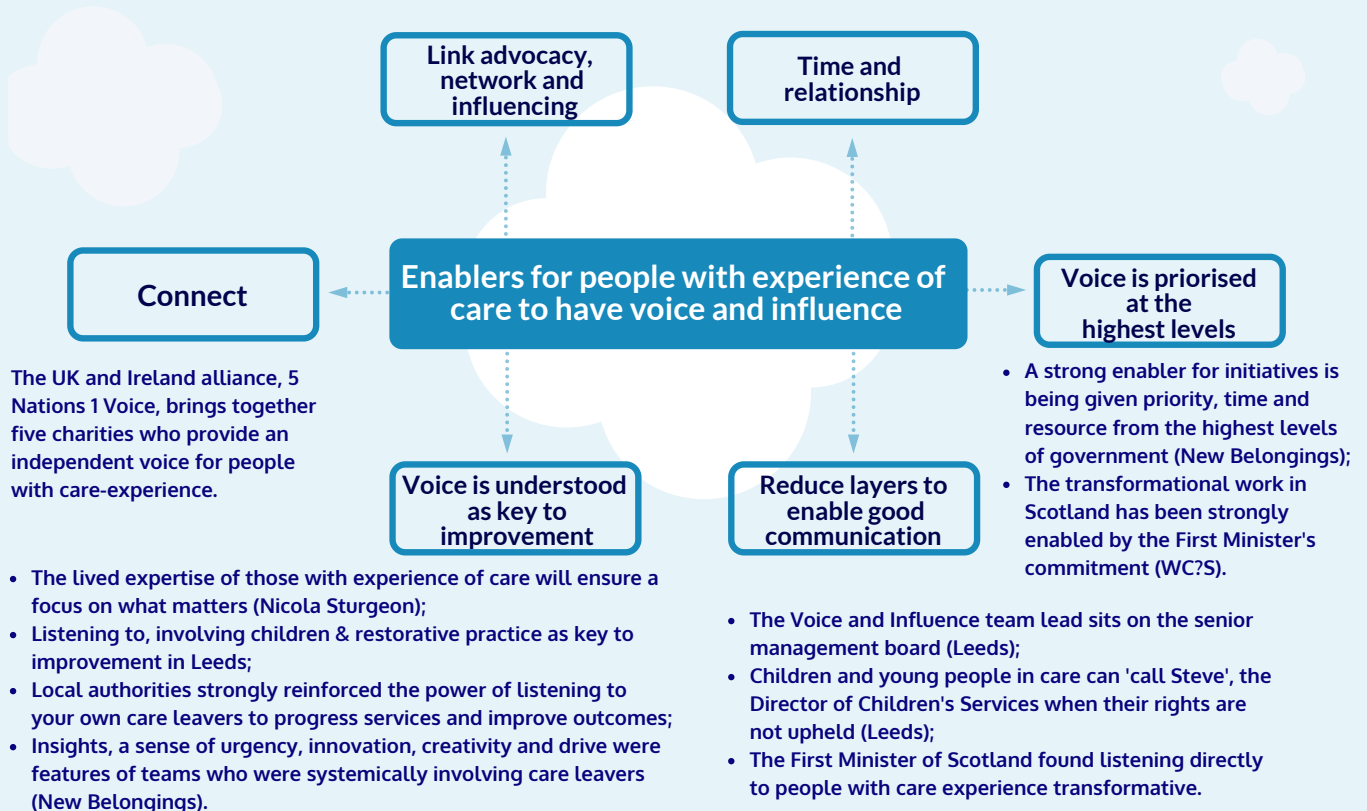 Link advocacy,
network and
influencing
Time and
relationship
Enablers for people with experience of
care to have voice and influence
Connect
The UK and Ireland alliance, 5
Nations 1 Voice, brings together
five charities who provide an
independent voice for people
with care-experience.
Voice is priorised
at the
highest levels
• A strong enabler for initiatives is
being given priority, time and
resource from the highest levels
of government (New Belongings);
• The transformational work in
Scotland has been strongly
enabled by the First Minister's
commitment (WC?S).
Voice is understood
as key to
improvement
• The lived expertise of those with experience of care will ensure a
focus on what matters (Nicola Sturgeon);
• Listening to, involving children & restorative practice as key to
improvement in Leeds;
• Local authorities strongly reinforced the power of listening to
your own care leavers to progress services and improve outcomes;
• Insights, a sense of urgency, innovation, creativity and drive were
features of teams who were systemically involving care leavers
(New Belongings).
Reduce layers to
enable good
communication
• The Voice and Influence team lead sits on the senior
management board (Leeds);
• Children and young people in care can 'call Steve', the
Director of Children's Services when their rights are
not upheld (Leeds);
• The First Minister of Scotland found listening directly
to people with care experience transformative.